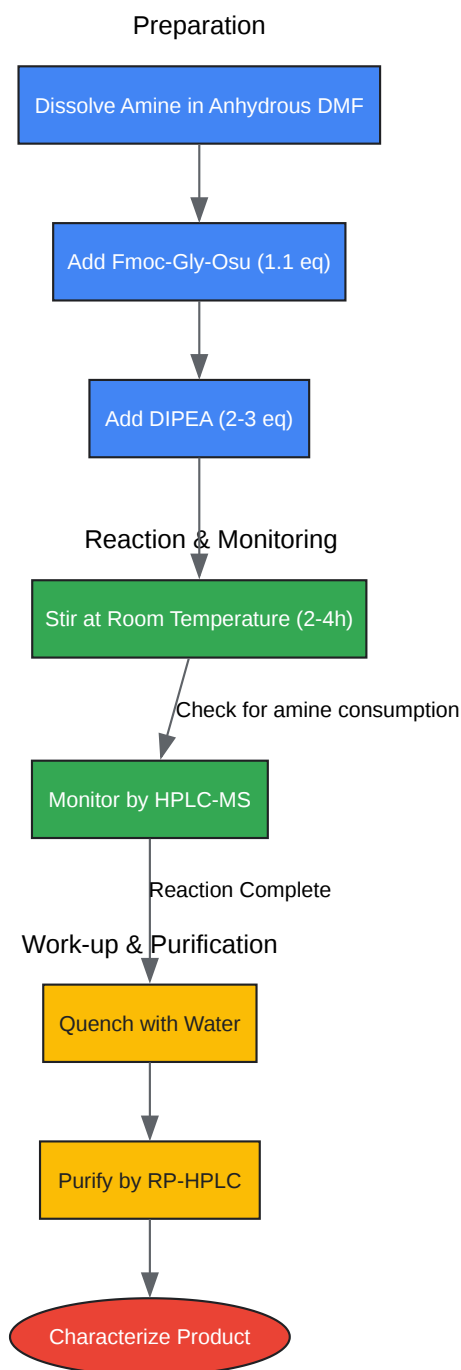 Preparation
Dissolve Amine in Anhydrous DMF
Add Fmoc-Gly-Osu (1.1 eq)
Add DIPEA (2-3 eq)
Reaction & Monitoring
Stir at Room Temperature (2-4h)
Check for amine consumption
Monitor by HPLC-MS
Reaction Complete
Work-up & Purification
Quench with Water
Purify by RP-HPLC
Characterize Product